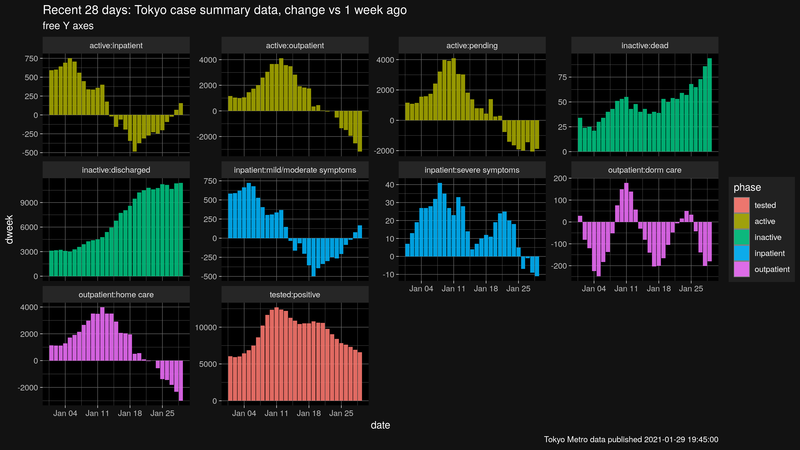 Recent 28 days: Tokyo case summary data, change vs 1 week ago
free Y axes
active:inpatient
active:outpatient
active:pending
inactive:dead
750
500
250
0
-250
-500
4000
2000
0
-2000
4000
2000
0
-2000
75
50
25
0
inactive:discharged
inpatient:mild/moderate symptoms
inpatient:severe symptoms
outpatient:dorm care
9000
6000
3000
0
750
500
250
0
-250
-500
40
30
20
10
0
-10
200
100
0
-100
-200
Jan 04 Jan 11 Jan 18 Jan 25
Jan 04 Jan 11 Jan 18 Jan 25
outpatient:home care
tested:positive
4000
2000
0
-2000
10000
5000
0
Jan 04 Jan 11 Jan 18 Jan 25
Jan 04 Jan 11 Jan 18 Jan 25
dweek
date
phase
tested
active
inactive
inpatient
outpatient
Tokyo Metro data published 2021-01-29 19:45:00